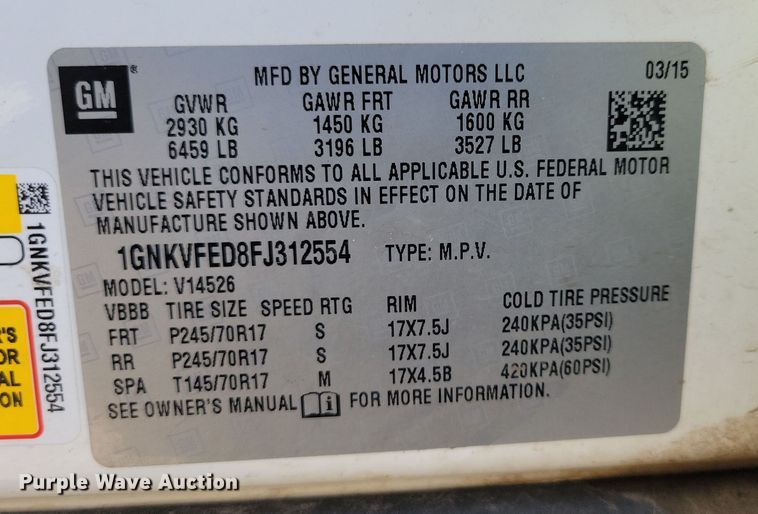 GM
MFD BY GENERAL MOTORS LLC 03/15
GVWR GAWR FRT GAWR RR
2930 KG 1450 KG 1600 KG
6459 LB 3196 LB 3527 LB
THIS VEHICLE CONFORMS TO ALL APPLICABLE U.S. FEDERAL MOTOR
VEHICLE SAFETY STANDARDS IN EFFECT ON THE DATE OF
MANUFACTURE SHOWN ABOVE.
1GNKVFED8FJ312554 TYPE: M.P.V.
MODEL: V14526
VBBB TIRE SIZE SPEED RTG RIM COLD TIRE PRESSURE
FRT P245/70R17 S 17X7.5J 240KPA(35PSI)
RR P245/70R17 S 17X7.5J 240KPA(35PSI)
SPA T145/70R17 M 17X4.5B 420KPA(60PSI)
SEE OWNER'S MANUAL i FOR MORE INFORMATION.
1GNKVFED8FJ312554
R'S
OR
AL
ON
Purple Wave Auction